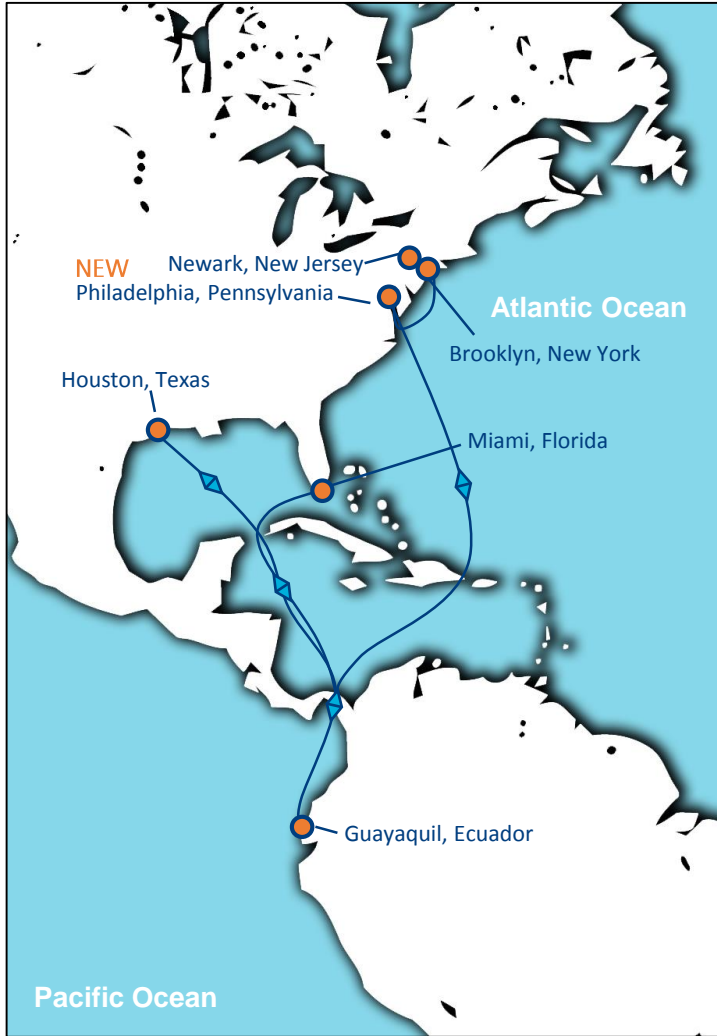 NEW
Newark, New Jersey
Philadelphia, Pennsylvania
Atlantic Ocean
Brooklyn, New York
Houston, Texas
Miami, Florida
Guayaquil, Ecuador
Pacific Ocean